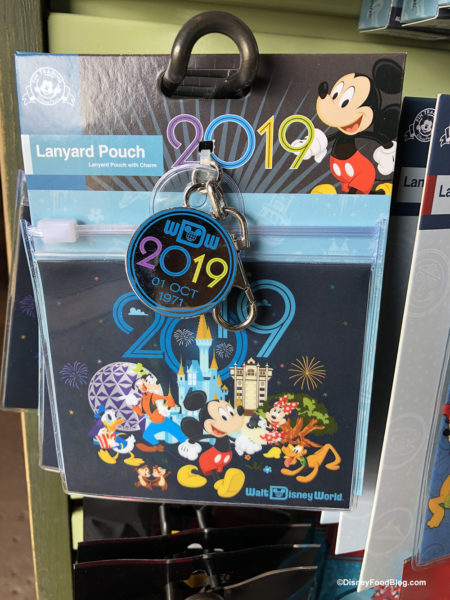 2019
Lanyard Pouch
Lanyard Pouch with Charm
WDW
2019
01 OCT
1971
2019
Walt Disney World.
©DisneyFoodBlog.com